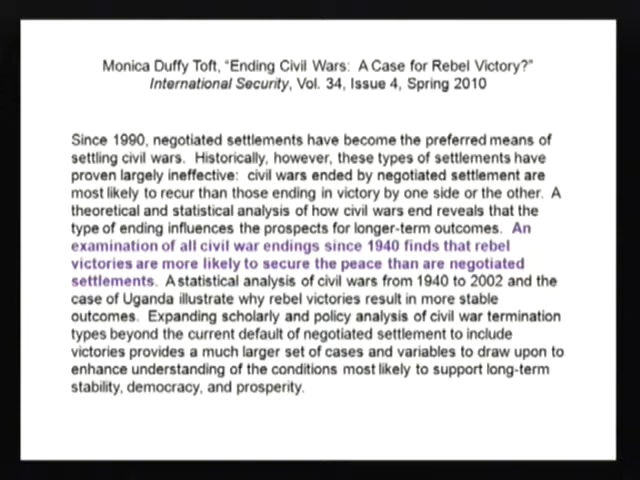 Monica Duffy Toft, “Ending Civil Wars:  A Case for Rebel Victory?”
International Security, Vol. 34, Issue 4, Spring 2010
Since 1990, negotiated settlements have become the preferred means of
settling civil wars.  Historically, however, these types of settlements have
proven largely ineffective:  civil wars ended by negotiated settlement are
most likely to recur than those ending in victory by one side or the other.  A
theoretical and statistical analysis of how civil wars end reveals that the
type of ending influences the prospects for longer-term outcomes.  An
examination of all civil war endings since 1940 finds that rebel
victories are more likely to secure the peace than are negotiated
settlements.  A statistical analysis of civil wars from 1940 to 2002 and the
case of Uganda illustrate why rebel victories result in more stable
outcomes.  Expanding scholarly and policy analysis of civil war termination
types beyond the current default of negotiated settlement to include
victories provides a much larger set of cases and variables to draw upon to
enhance understanding of the conditions most likely to support long-term
stability, democracy, and prosperity.